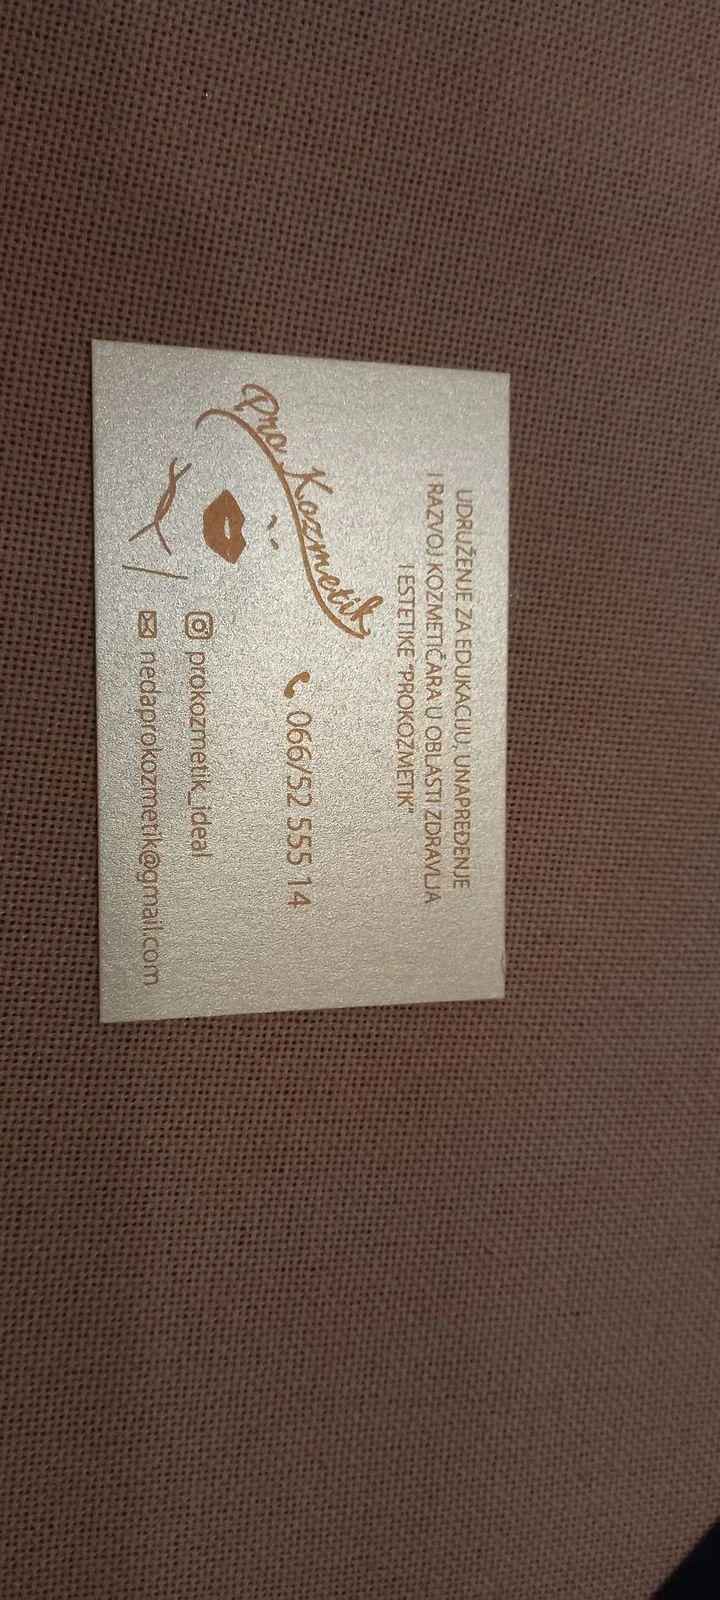 UDRUŽENJE ZA EDUKACIJU, UNAPREĐENJE
I RAZVOJ KOZMETIČARA U OBLASTI ZDRAVLJA
I ESTETIKE "PROKOZMETIK"
Pro Kozmetik
066/52 555 14
prokozmetik_ideal
nedaprokozmetik@gmail.com